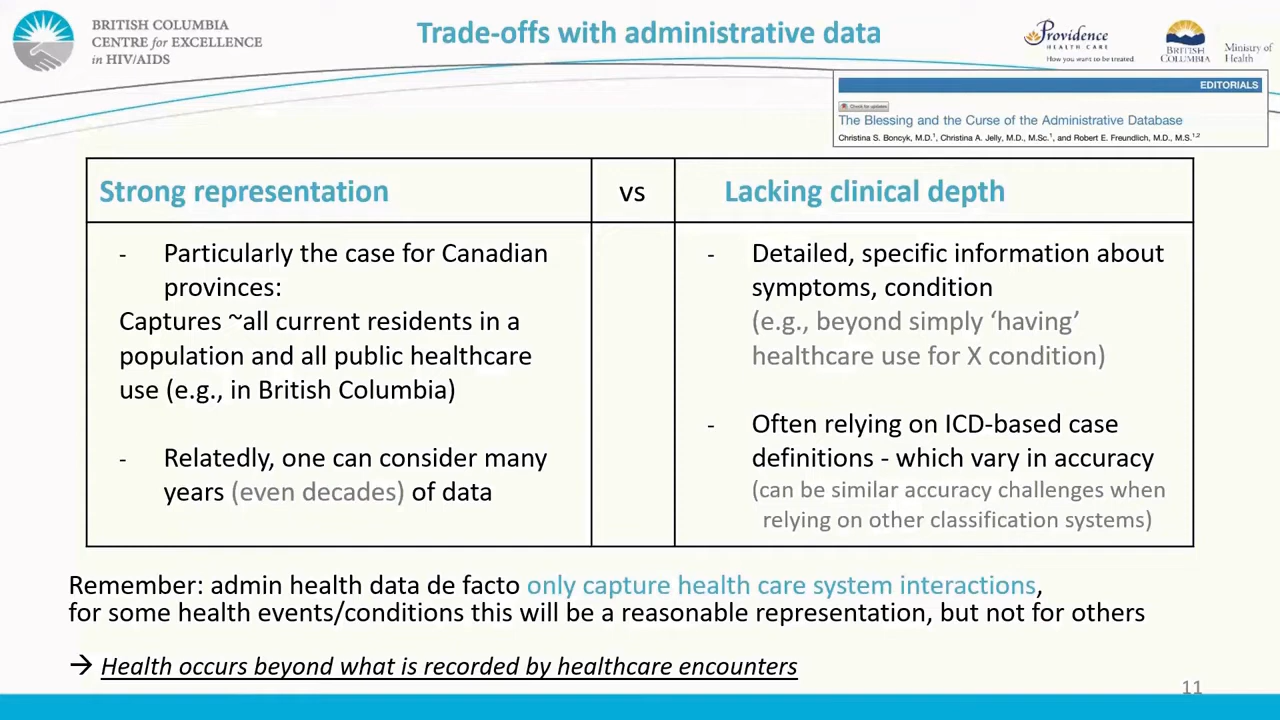 BRITISH COLUMBIA
CENTRE for EXCELLENCE
in HIV/AIDS
Trade-offs with administrative data
Providence
HEALTH CARE
How you want to be treated.
BRITISH
COLUMBIA
Ministry of
Health
EDITORIALS
Check for updates
The Blessing and the Curse of the Administrative Database
Christina S. Boncyk, M.D.1, Christina A. Jelly, M.D., M.Sc.1, and Robert E. Freundlich, M.D., M.S.1,2
Strong representation
vs
Lacking clinical depth
- Particularly the case for Canadian
provinces:
Captures ~all current residents in a
population and all public healthcare
use (e.g., in British Columbia)
- Relatedly, one can consider many
years (even decades) of data
- Detailed, specific information about
symptoms, condition
(e.g., beyond simply ‘having’
healthcare use for X condition)
- Often relying on ICD-based case
definitions - which vary in accuracy
(can be similar accuracy challenges when
relying on other classification systems)
Remember: admin health data de facto only capture health care system interactions,
for some health events/conditions this will be a reasonable representation, but not for others
→ Health occurs beyond what is recorded by healthcare encounters
11